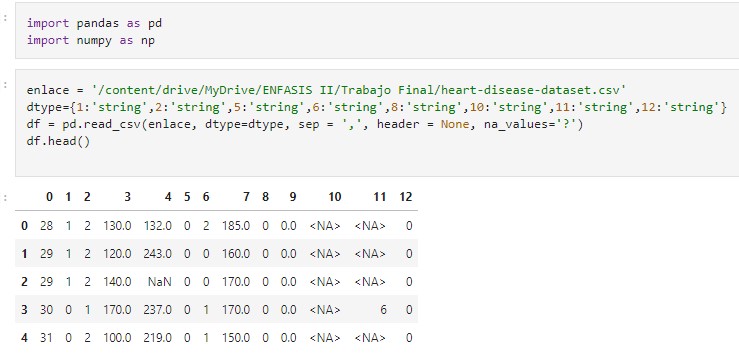 :
import pandas as pd
import numpy as np
:
enlace = '/content/drive/MyDrive/ENFASIS II/Trabajo Final/heart-disease-dataset.csv'
dtype={1:'string',2:'string',5:'string',6:'string',8:'string',10:'string',11:'string',12:'string'}
df = pd.read_csv(enlace, dtype=dtype, sep = ',', header = None, na_values='?')
df.head()
:
0 1 2 3 4 5 6 7 8 9 10 11 12
0 28 1 2 130.0 132.0 0 2 185.0 0 0.0 <NA> <NA> 0
1 29 1 2 120.0 243.0 0 0 160.0 0 0.0 <NA> <NA> 0
2 29 1 2 140.0 NaN 0 0 170.0 0 0.0 <NA> <NA> 0
3 30 0 1 170.0 237.0 0 1 170.0 0 0.0 <NA> 6 0
4 31 0 2 100.0 219.0 0 1 150.0 0 0.0 <NA> <NA> 0